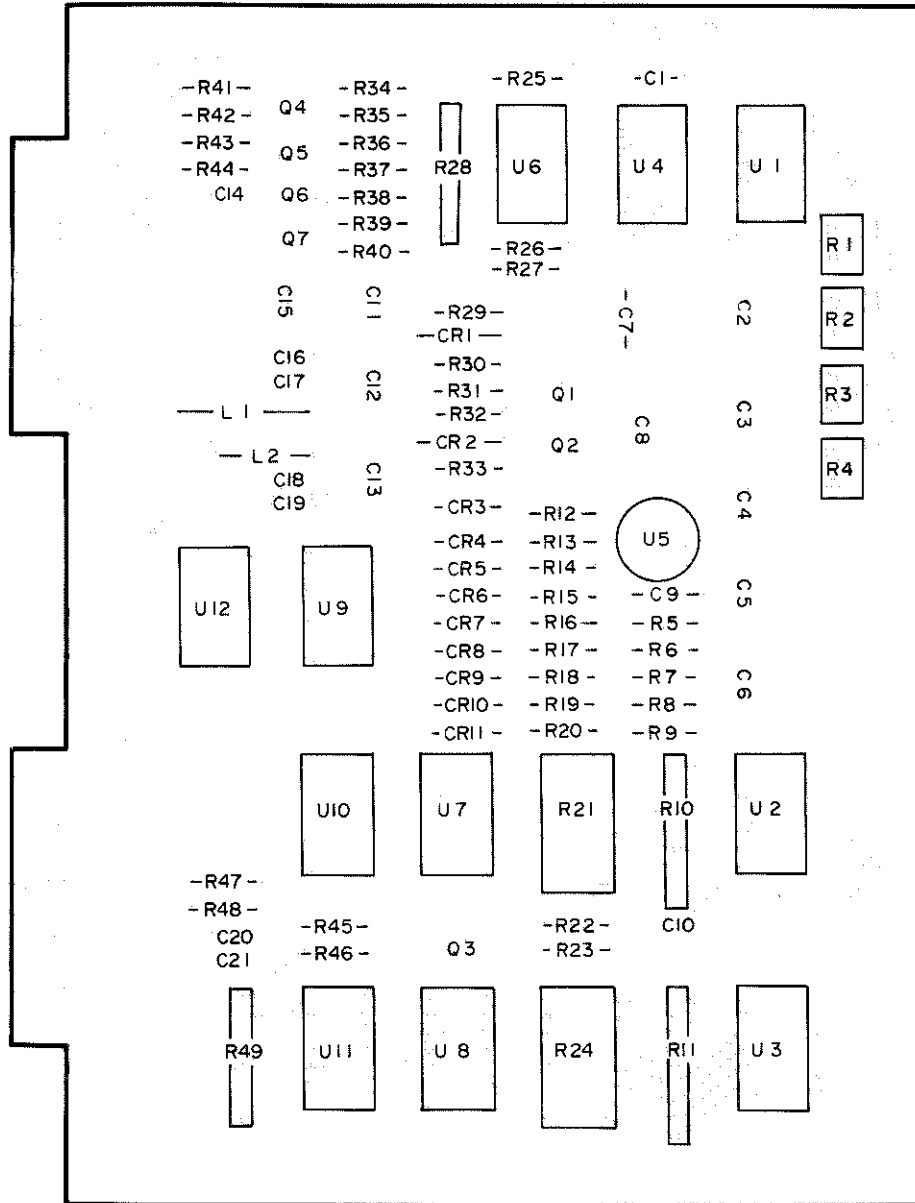 -R41- -R34- -R25- -C1-
-R42- Q4 -R35-
-R43- Q5 -R36-
-R44- -R37- R28 U6 U4 U1
C14 Q6 -R38-
-R39-
Q7 -R40- -R26- R1
-R27-
C15 C11 -R29- -C7- C2 R2
-CR1-
C16 -R30-
C17 C12 -R31- Q1 R3
-L1- -R32- C3
-CR2- Q2 C8
-L2- -R33- R4
C18 C13
C19 -CR3- -R12- C4
-CR4- -R13- U5
-CR5- -R14-
U12 U9 -CR6- -R15- -C9- C5
-CR7- -R16- -R5-
-CR8- -R17- -R6-
-CR9- -R18- -R7- C6
-CR10- -R19- -R8-
-CR11- -R20- -R9-
U10 U7 R21 R10 U2
-R47-
-R48-
-R45- -R22- C10
C20
-R46- Q3 -R23-
C21
R49 U11 U8 R24 R11 U3